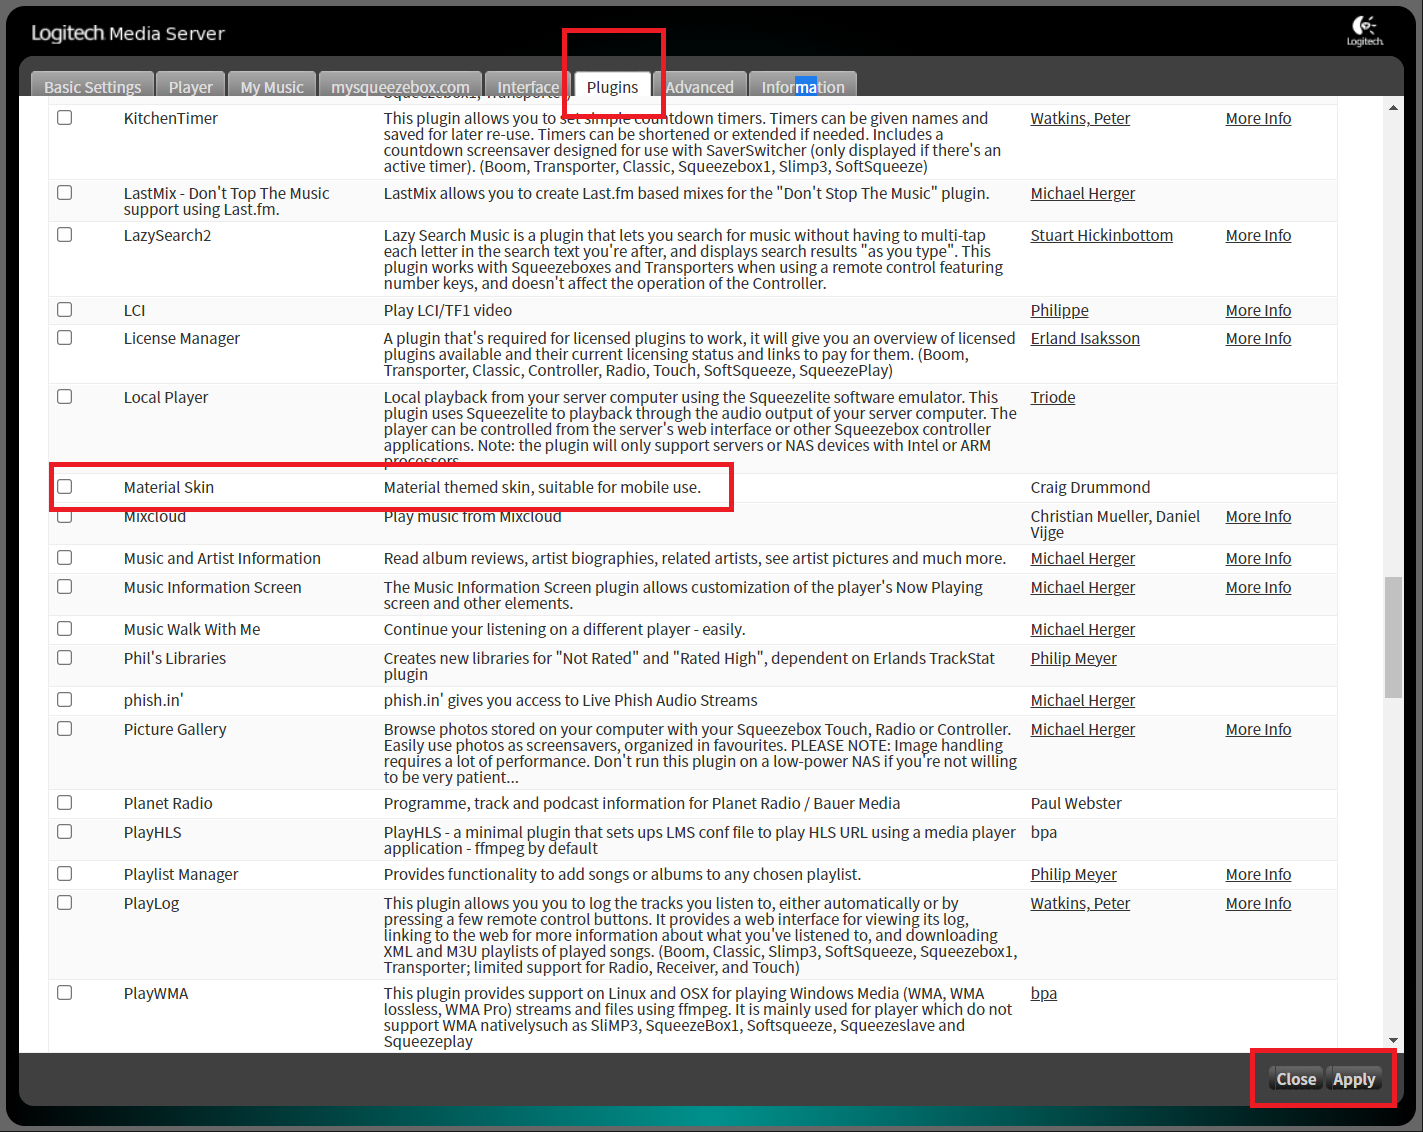 Logitech Media Server
Logitech
Basic Settings
Player
My Music
mysqueezebox.com
Interface
Plugins
Advanced
Information
Squeezebox1, Transporter)
KitchenTimer
This plugin allows you to set simple countdown timers. Timers can be given names and
saved for later re-use. Timers can be shortened or extended if needed. Includes a
countdown screensaver designed for use with SaverSwitcher (only displayed if there's an
active timer). (Boom, Transporter, Classic, Squeezebox1, Slimp3, SoftSqueeze)
Watkins, Peter
More Info
LastMix - Don't Top The Music
support using Last.fm.
LastMix allows you to create Last.fm based mixes for the "Don't Stop The Music" plugin.
Michael Herger
LazySearch2
Lazy Search Music is a plugin that lets you search for music without having to multi-tap
each letter in the search text you're after, and displays search results "as you type". This
plugin works with Squeezeboxes and Transporters when using a remote control featuring
number keys, and doesn't affect the operation of the Controller.
Stuart Hickinbottom
More Info
LCI
Play LCI/TF1 video
Philippe
More Info
License Manager
A plugin that's required for licensed plugins to work, it will give you an overview of licensed
plugins available and their current licensing status and links to pay for them. (Boom,
Transporter, Classic, Controller, Radio, Touch, SoftSqueeze, SqueezePlay)
Erland Isaksson
More Info
Local Player
Local playback from your server computer using the Squeezelite software emulator. This
plugin uses Squeezelite to playback through the audio output of your server computer. The
player can be controlled from the server's web interface or other Squeezebox controller
applications. Note: the plugin will only support servers or NAS devices with Intel or ARM
processors.
Triode
Material Skin
Material themed skin, suitable for mobile use.
Craig Drummond
Mixcloud
Play music from Mixcloud
Christian Mueller, Daniel
Vijge
More Info
Music and Artist Information
Read album reviews, artist biographies, related artists, see artist pictures and much more.
Michael Herger
More Info
Music Information Screen
The Music Information Screen plugin allows customization of the player's Now Playing
screen and other elements.
Michael Herger
More Info
Music Walk With Me
Continue your listening on a different player - easily.
Michael Herger
Phil's Libraries
Creates new libraries for "Not Rated" and "Rated High", dependent on Erlands TrackStat
plugin
Philip Meyer
phish.in'
phish.in' gives you access to Live Phish Audio Streams
Michael Herger
Picture Gallery
Browse photos stored on your computer with your Squeezebox Touch, Radio or Controller.
Easily use photos as screensavers, organized in favourites. PLEASE NOTE: Image handling
requires a lot of performance. Don't run this plugin on a low-power NAS if you're not willing
to be very patient...
Michael Herger
More Info
Planet Radio
Programme, track and podcast information for Planet Radio / Bauer Media
Paul Webster
PlayHLS
PlayHLS - a minimal plugin that sets ups LMS conf file to play HLS URL using a media player
application - ffmpeg by default
bpa
Playlist Manager
Provides functionality to add songs or albums to any chosen playlist.
Philip Meyer
More Info
PlayLog
This plugin allows you you to log the tracks you listen to, either automatically or by
pressing a few remote control buttons. It provides a web interface for viewing its log,
linking to the web for more information about what you've listened to, and downloading
XML and M3U playlists of played songs. (Boom, Classic, Slimp3, SoftSqueeze, Squeezebox1,
Transporter; limited support for Radio, Receiver, and Touch)
Watkins, Peter
More Info
PlayWMA
This plugin provides support on Linux and OSX for playing Windows Media (WMA, WMA
lossless, WMA Pro) streams and files using ffmpeg. It is mainly used for player which do not
support WMA nativelysuch as SliMP3, SqueezeBox1, Softsqueeze, Squeezeslave and
Squeezeplay
bpa
Close
Apply